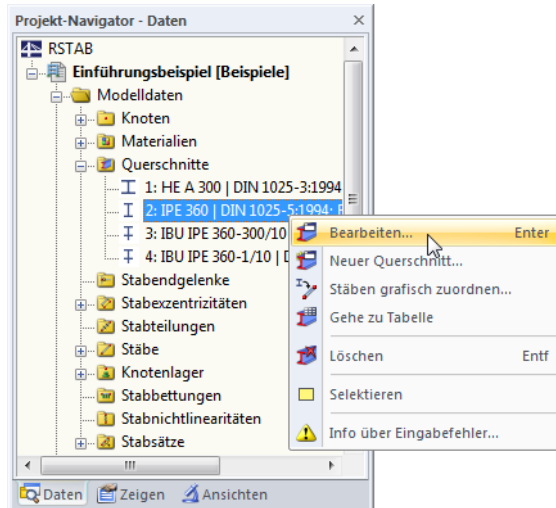 Projekt-Navigator - Daten
RSTAB
Einführungsbeispiel [Beispiele]
Modelldaten
Knoten
Materialien
Querschnitte
1: HE A 300 | DIN 1025-3:1994
2: IPE 360 | DIN 1025-5:1994;
3: IBU IPE 360-300/10
4: IBU IPE 360-1/10 |
Stabendgelenke
Stabexzentrizitäten
Stabteilungen
Stäbe
Knotenlager
Stabbettungen
Stabnichtlinearitäten
Stabsätze
Bearbeiten... Enter
Neuer Querschnitt...
Stäben grafisch zuordnen...
Gehe zu Tabelle
Löschen Entf
Selektieren
Info über Eingabefehler...
Daten Zeigen Ansichten